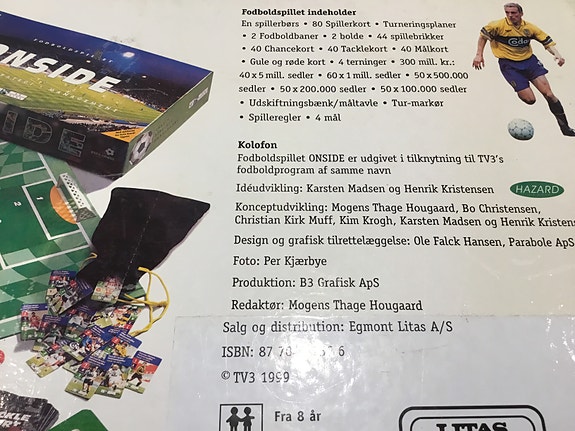 Fodboldspillet indeholder
En spillerbørs • 80 Spillerkort • Turneringsplaner
• 2 Fodboldbaner • 2 bolde • 44 spillebrikker
• 40 Chancekort • 40 Tacklekort • 40 Målkort
• Gule og røde kort • 4 terninger • 300 mill. kr.:
40 x 5 mill. sedler • 60 x 1 mill. sedler • 50 x 500.000
sedler • 50 x 200.000 sedler • 50 x 100.000 sedler
• Udskiftningsbænk/måltavle • Tur-markør
• Spilleregler • 4 mål
Kolofon
Fodboldspillet ONSIDE er udgivet i tilknytning til TV3's
fodboldprogram af samme navn
Idéudvikling: Karsten Madsen og Henrik Kristensen
HAZARD
Konceptudvikling: Mogens Thage Hougaard, Bo Christensen,
Christian Kirk Muff, Kim Krogh, Karsten Madsen og Henrik Kristens
Design og grafisk tilrettelæggelse: Ole Falck Hansen, Parabole ApS
Foto: Per Kjærbye
Produktion: B3 Grafisk ApS
Redaktør: Mogens Thage Hougaard
Salg og distribution: Egmont Litas A/S
ISBN: 87 6
© TV3 1999
Fra 8 år
LITAS
FODBOLDSPILLET
ONSIDE